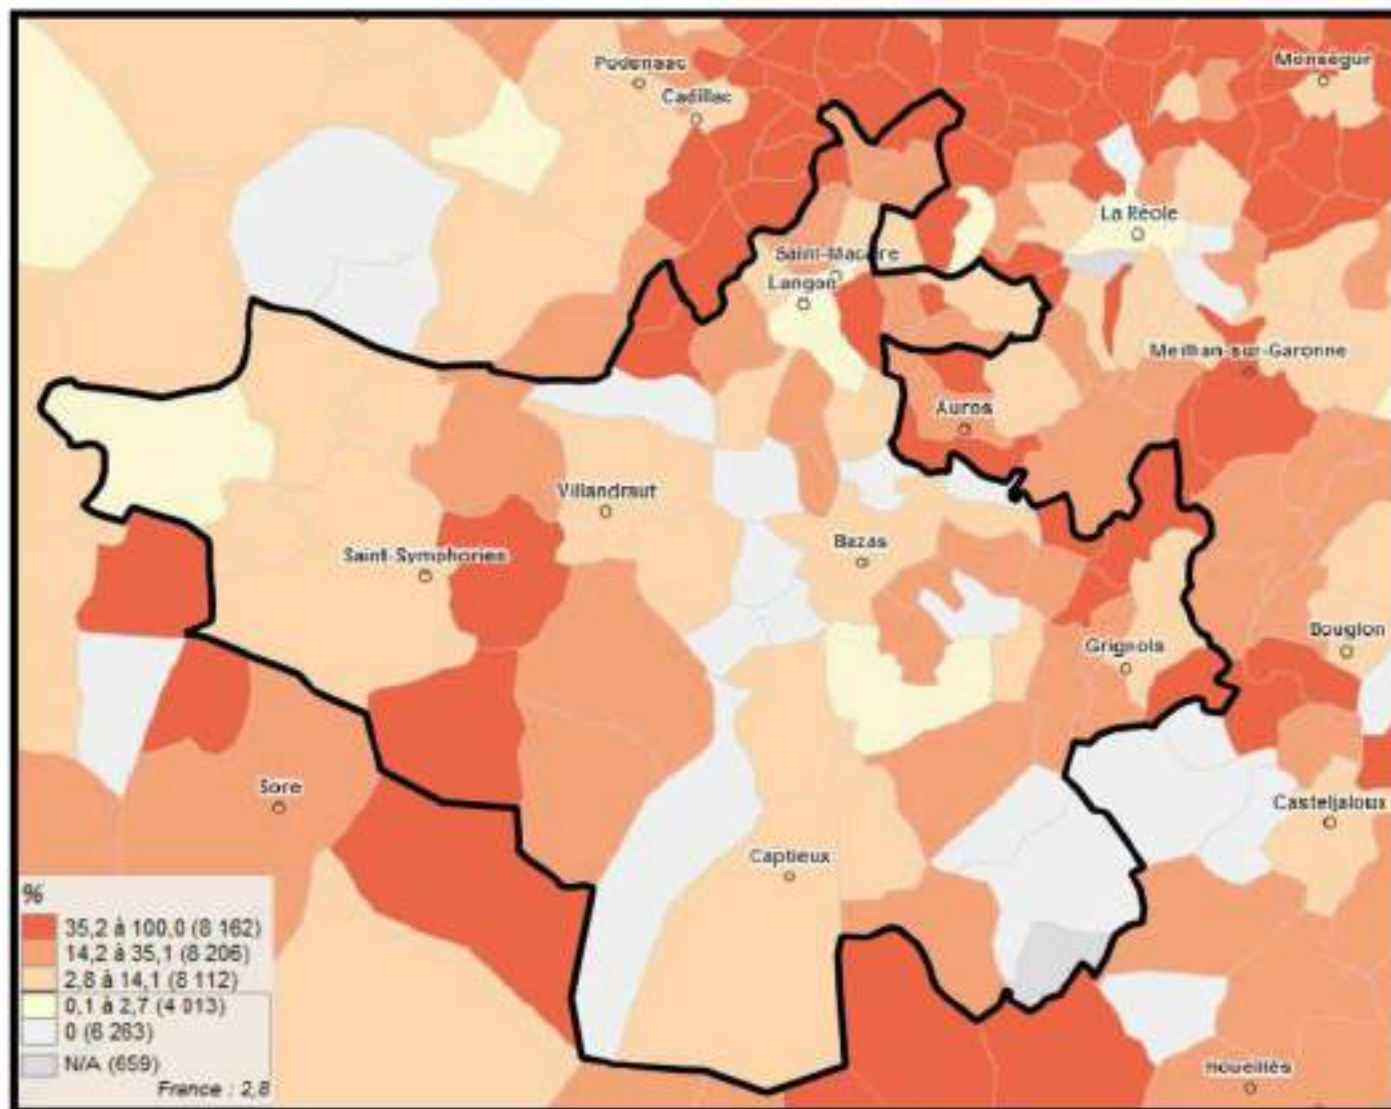 Podensac
Monségur
Cadillac
La Réole
Saint-Macaire
Langon
Meilhan-sur-Garonne
Auros
Villandraut
Bazas
Saint-Symphorien
Bouglon
Grignols
Sore
Casteljaloux
Captieux
%
35,2 à 100,0 (8 162)
14,2 à 35,1 (8 206)
2,8 à 14,1 (8 112)
0,1 à 2,7 (4 013)
0 (6 263)
N/A (659)
France : 2,8
Houeillès